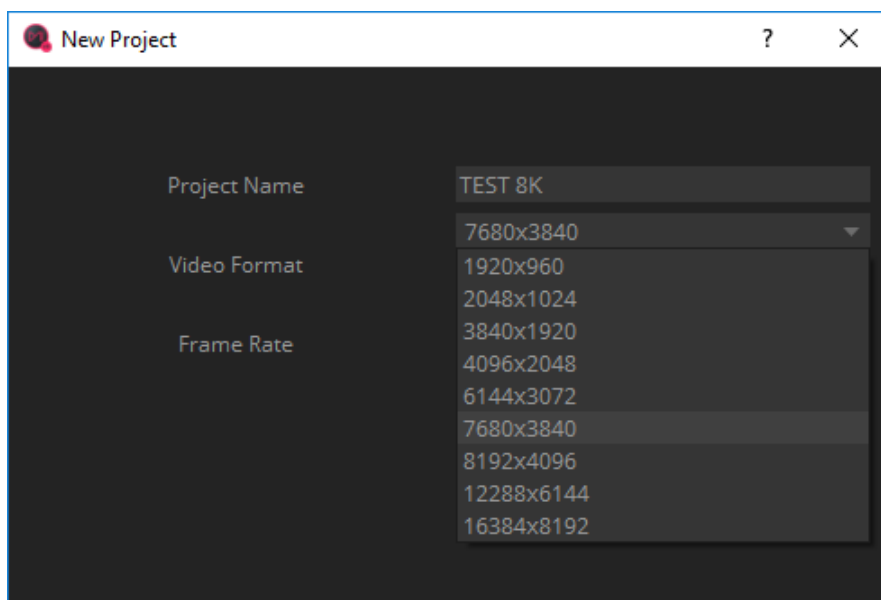 New Project
Project Name TEST 8K
7680x3840
Video Format
1920x960
2048x1024
3840x1920
Frame Rate
4096x2048
6144x3072
7680x3840
8192x4096
12288x6144
16384x8192